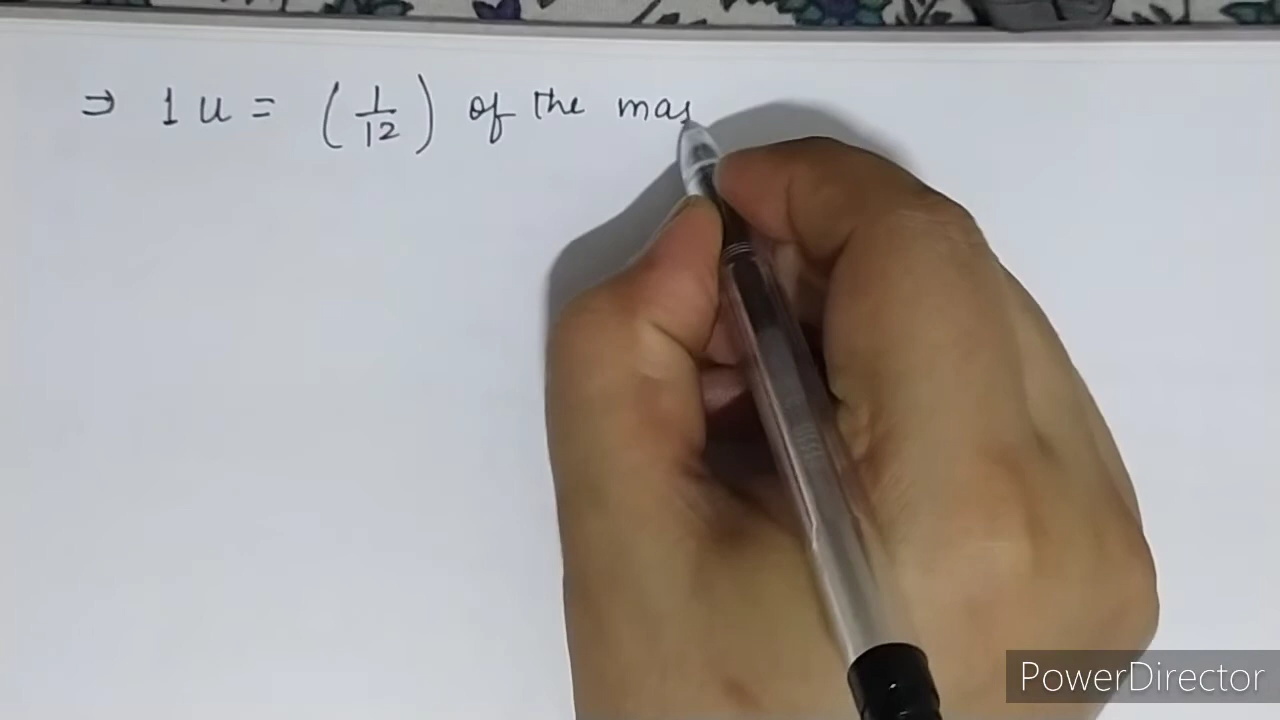 ⇒ 1 u = (1/12) of the mas
PowerDirector